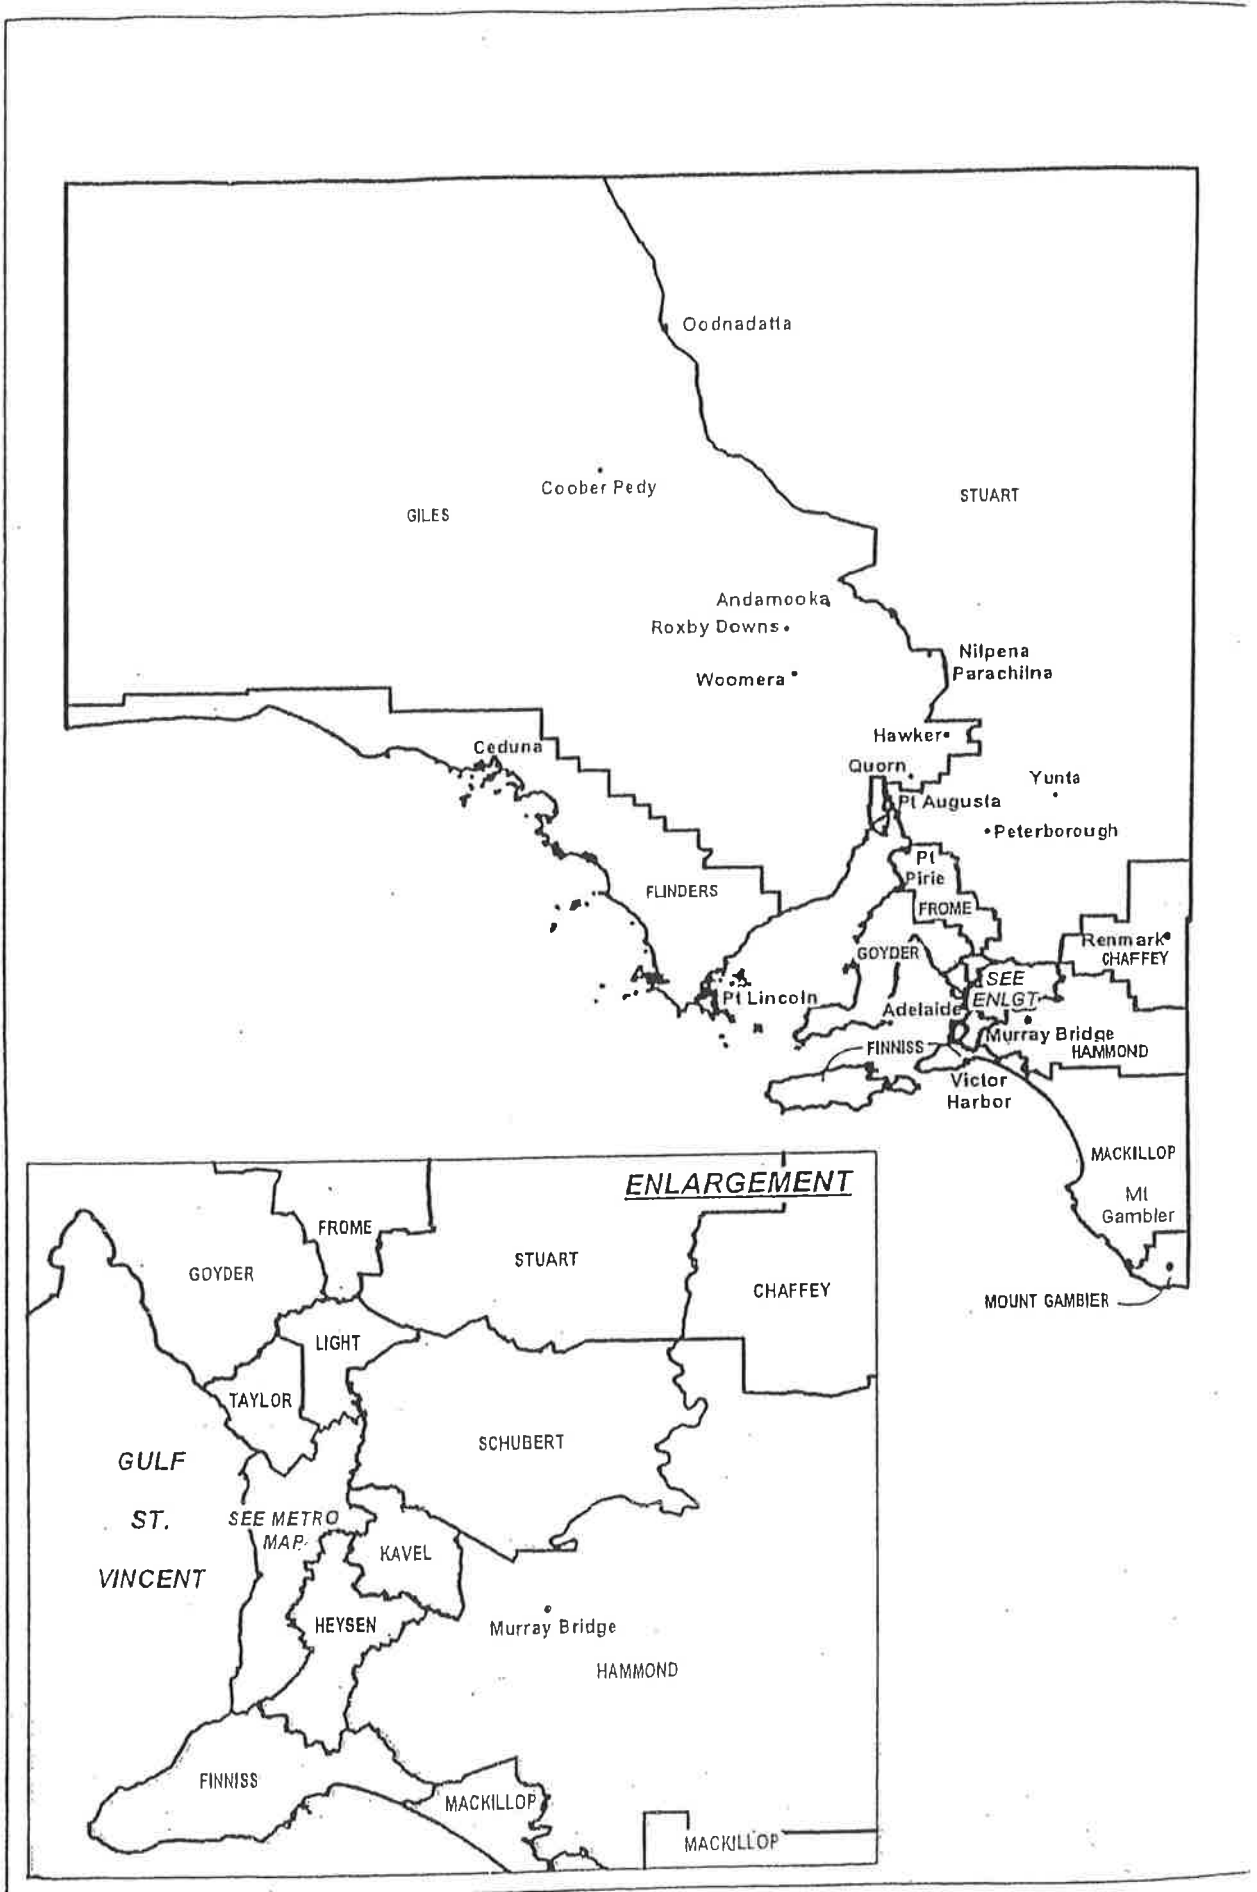 Oodnadatta
Coober Pedy
GILES
STUART
Andamooka
Roxby Downs
Nilpena
Parachilna
Woomera
Hawker
Ceduna
Quorn
Yunta
Pt Augusta
Peterborough
Pt
Pirie
FLINDERS
FROME
Renmark
CHAFFEY
GOYDER
SEE
ENLGT
Pt Lincoln
Adelaide
Murray Bridge
FINNISS
HAMMOND
Victor
Harbor
MACKILLOP
Mt
Gambler
MOUNT GAMBIER
ENLARGEMENT
FROME
STUART
GOYDER
CHAFFEY
LIGHT
TAYLOR
SCHUBERT
GULF
ST.
VINCENT
SEE METRO
MAP
KAVEL
HEYSEN
Murray Bridge
HAMMOND
FINNISS
MACKILLOP
MACKILLOP